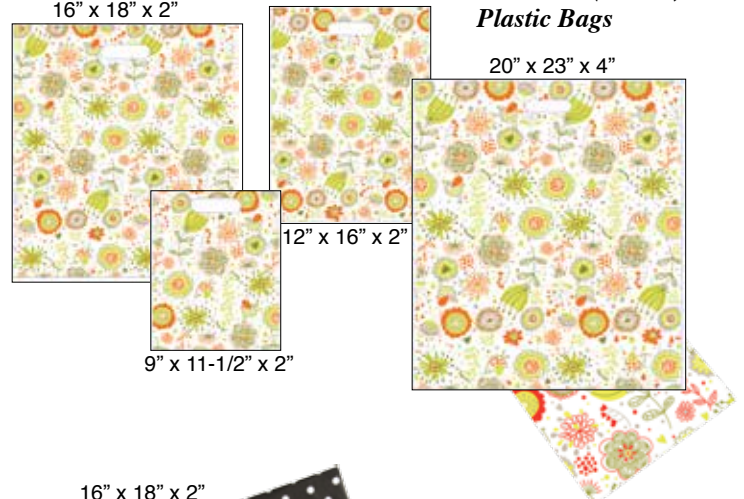 Plastic Bags
16” x 18” x 2”
20” x 23” x 4”
12” x 16” x 2”
9” x 11-1/2” x 2”
16” x 18” x 2”